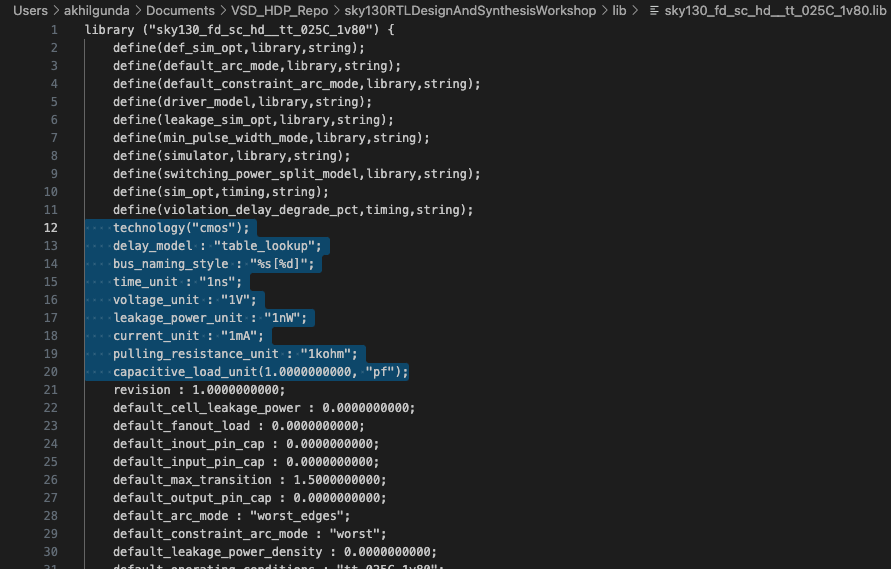 Users > akhilgunda > Documents > VSD_HDP_Repo > sky130RTLDesignAndSynthesisWorkshop > lib > sky130_fd_sc_hd__tt_025C_1v80.lib
1 library ("sky130_fd_sc_hd__tt_025C_1v80") {
2 define(def_sim_opt,library,string);
3 define(default_arc_mode,library,string);
4 define(default_constraint_arc_mode,library,string);
5 define(driver_model,library,string);
6 define(leakage_sim_opt,library,string);
7 define(min_pulse_width_mode,library,string);
8 define(simulator,library,string);
9 define(switching_power_split_model,library,string);
10 define(sim_opt,timing,string);
11 define(violation_delay_degrade_pct,timing,string);
12 technology("cmos");
13 delay_model : "table_lookup";
14 bus_naming_style : "%s[%d]";
15 time_unit : "1ns";
16 voltage_unit : "1V";
17 leakage_power_unit : "1nW";
18 current_unit : "1mA";
19 pulling_resistance_unit : "1kohm";
20 capacitive_load_unit(1.0000000000, "pf");
21 revision : 1.0000000000;
22 default_cell_leakage_power : 0.0000000000;
23 default_fanout_load : 0.0000000000;
24 default_inout_pin_cap : 0.0000000000;
25 default_input_pin_cap : 0.0000000000;
26 default_max_transition : 1.5000000000;
27 default_output_pin_cap : 0.0000000000;
28 default_arc_mode : "worst_edges";
29 default_constraint_arc_mode : "worst";
30 default_leakage_power_density : 0.0000000000;
31 default_operating_conditions : "tt_025C_1v80";